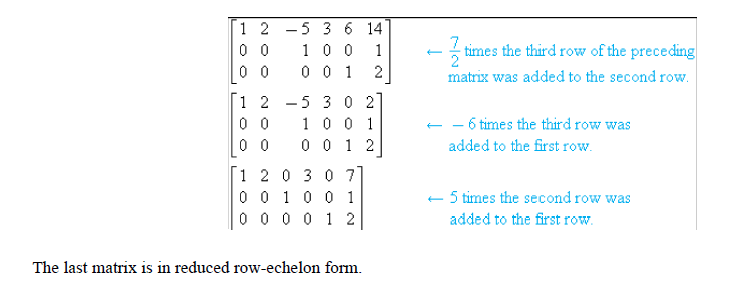 1 2 −5 3 6 14
0 0 1 0 0 1
0 0 0 0 1 2
← 7/2 times the third row of the preceding
matrix was added to the second row.
1 2 −5 3 0 2
0 0 1 0 0 1
0 0 0 0 1 2
← − 6 times the third row was
added to the first row.
1 2 0 3 0 7
0 0 1 0 0 1
0 0 0 0 1 2
← 5 times the second row was
added to the first row.
The last matrix is in reduced row-echelon form.